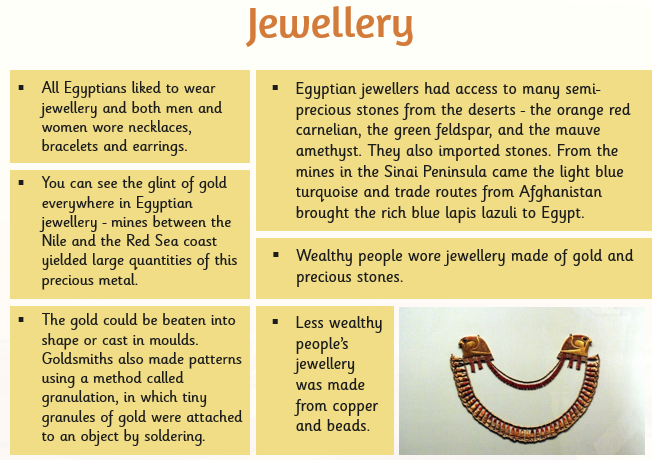 Jewellery
▪ All Egyptians liked to wear
jewellery and both men and
women wore necklaces,
bracelets and earrings.
▪ You can see the glint of gold
everywhere in Egyptian
jewellery - mines between the
Nile and the Red Sea coast
yielded large quantities of this
precious metal.
▪ The gold could be beaten into
shape or cast in moulds.
Goldsmiths also made patterns
using a method called
granulation, in which tiny
granules of gold were attached
to an object by soldering.
▪ Egyptian jewellers had access to many semi-
precious stones from the deserts - the orange red
carnelian, the green feldspar, and the mauve
amethyst. They also imported stones. From the
mines in the Sinai Peninsula came the light blue
turquoise and trade routes from Afghanistan
brought the rich blue lapis lazuli to Egypt.
▪ Wealthy people wore jewellery made of gold and
precious stones.
▪ Less wealthy
people's
jewellery
was made
from copper
and beads.